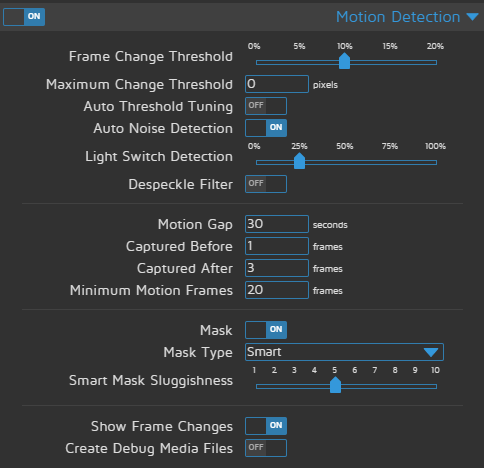 ON Motion Detection
0% 5% 10% 15% 20%
Frame Change Threshold
Maximum Change Threshold 0 pixels
Auto Threshold Tuning OFF
Auto Noise Detection ON
0% 25% 50% 75% 100%
Light Switch Detection
Despeckle Filter OFF
Motion Gap 30 seconds
Captured Before 1 frames
Captured After 3 frames
Minimum Motion Frames 20 frames
Mask ON
Mask Type Smart
1 2 3 4 5 6 7 8 9 10
Smart Mask Sluggishness
Show Frame Changes ON
Create Debug Media Files OFF